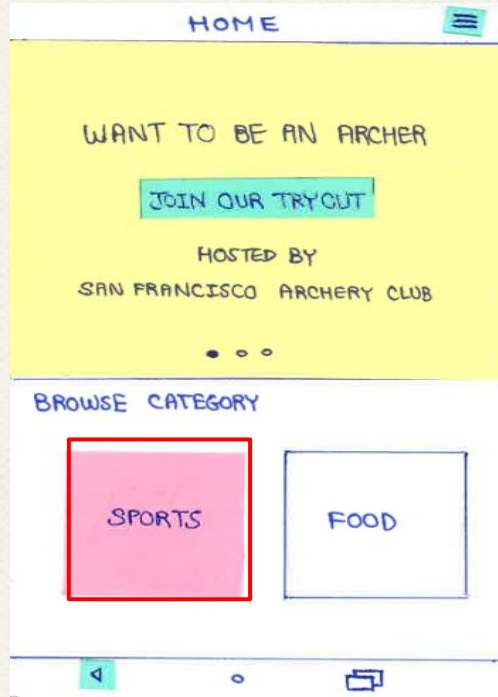 HOME
WANT TO BE AN ARCHER
JOIN OUR TRYOUT
HOSTED BY
SAN FRANCISCO ARCHERY CLUB
BROWSE CATEGORY
SPORTS
FOOD